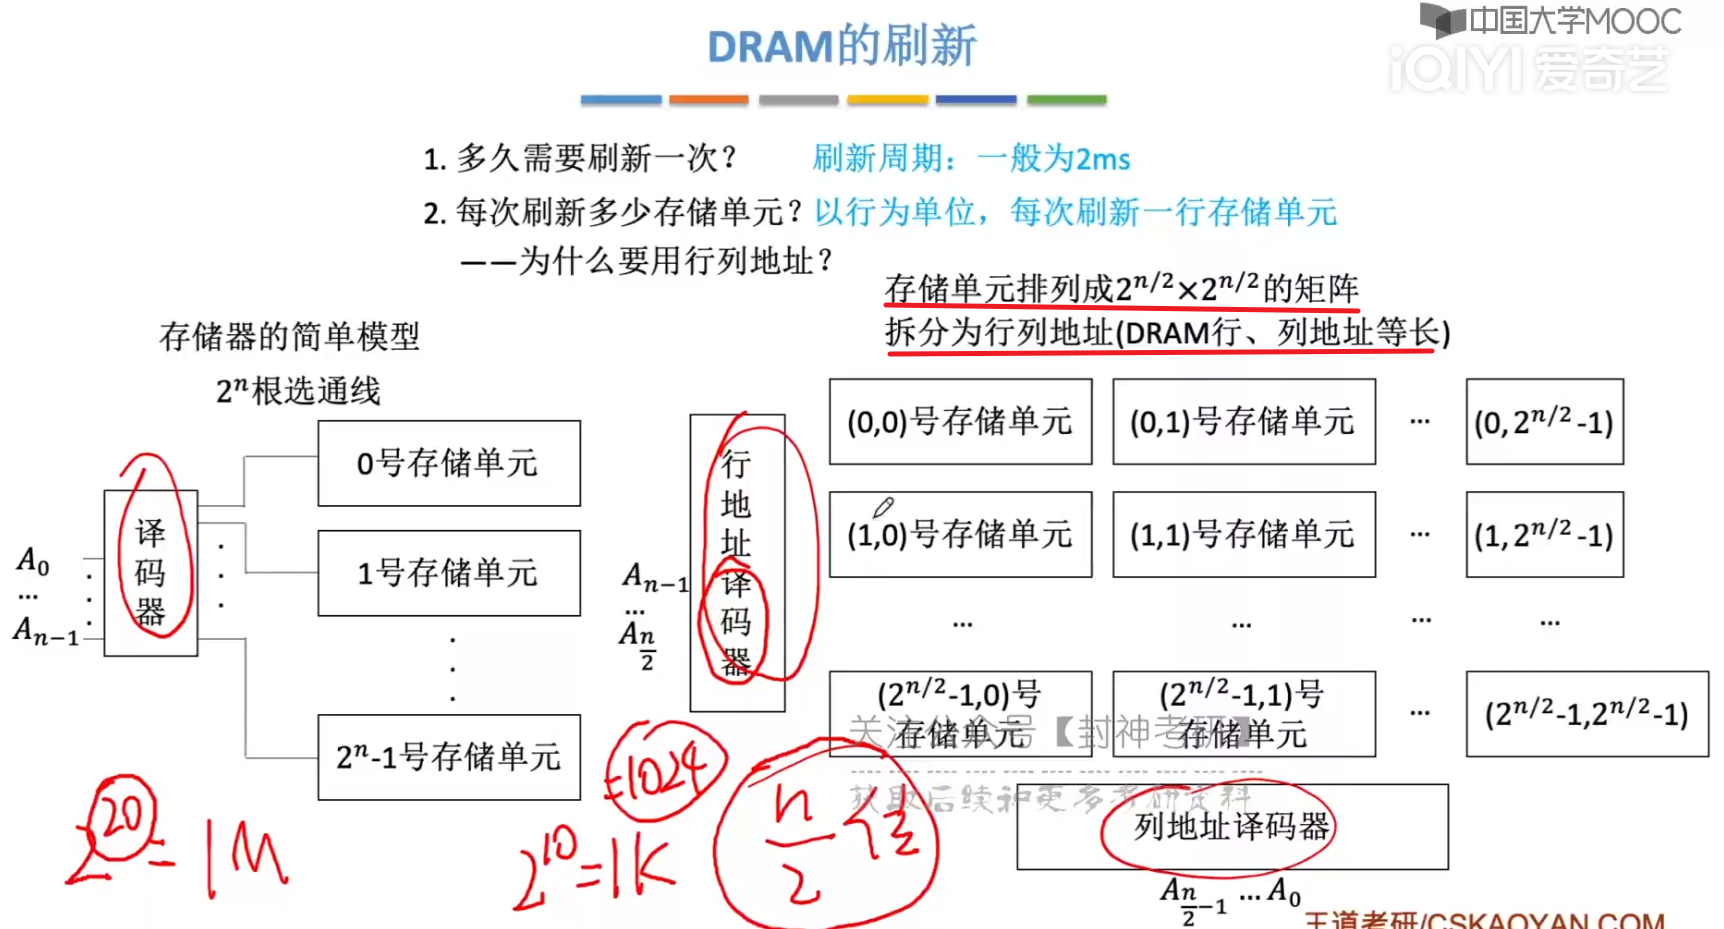 中国大学MOOC
iQIYI 爱奇艺
DRAM的刷新
1. 多久需要刷新一次？ 刷新周期：一般为2ms
2. 每次刷新多少存储单元？以行为单位，每次刷新一行存储单元
——为什么要用行列地址？
存储单元排列成2^{n/2}×2^{n/2}的矩阵
拆分为行列地址(DRAM行、列地址等长)
存储器的简单模型
2^n根选通线
译码器
A_0
...
A_{n-1}
0号存储单元
1号存储单元
2^n-1号存储单元
行地址译码器
A_{n-1}
...
A_{n/2}
(0,0)号存储单元 (0,1)号存储单元 ... (0,2^{n/2}-1)
(1,0)号存储单元 (1,1)号存储单元 ... (1,2^{n/2}-1)
... ... ... ...
(2^{n/2}-1,0)号存储单元 (2^{n/2}-1,1)号存储单元 ... (2^{n/2}-1,2^{n/2}-1)
关注公众号【封神考研】
获取后续和更多考研资料
列地址译码器
A_{n/2-1} ...A_0
2^{20}=1M
2^{10}=1K
=1024
n/2 位
王道考研/CSKAOYAN.COM